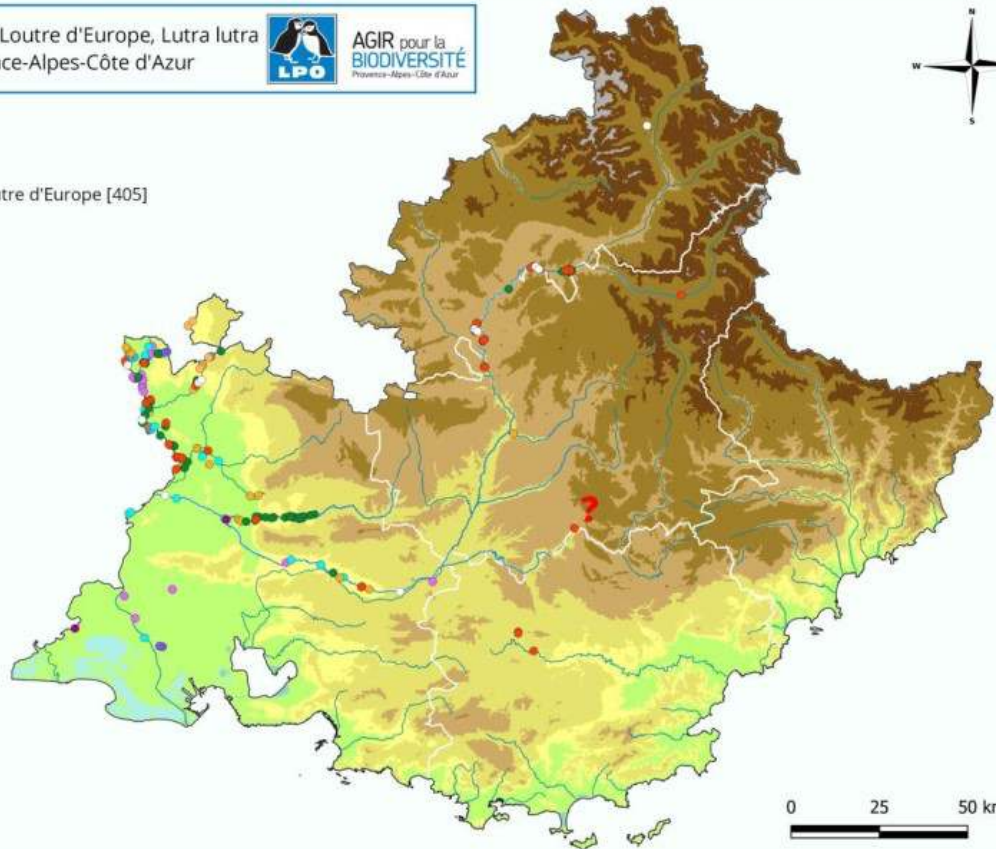 Loutre d'Europe, Lutra lutra
ce-Alpes-Côte d'Azur
LPO
AGIR pour la
BIODIVERSITÉ
Provence-Alpes-Côte d'Azur
N
W
S
tre d'Europe [405]
?
0 25 50 km